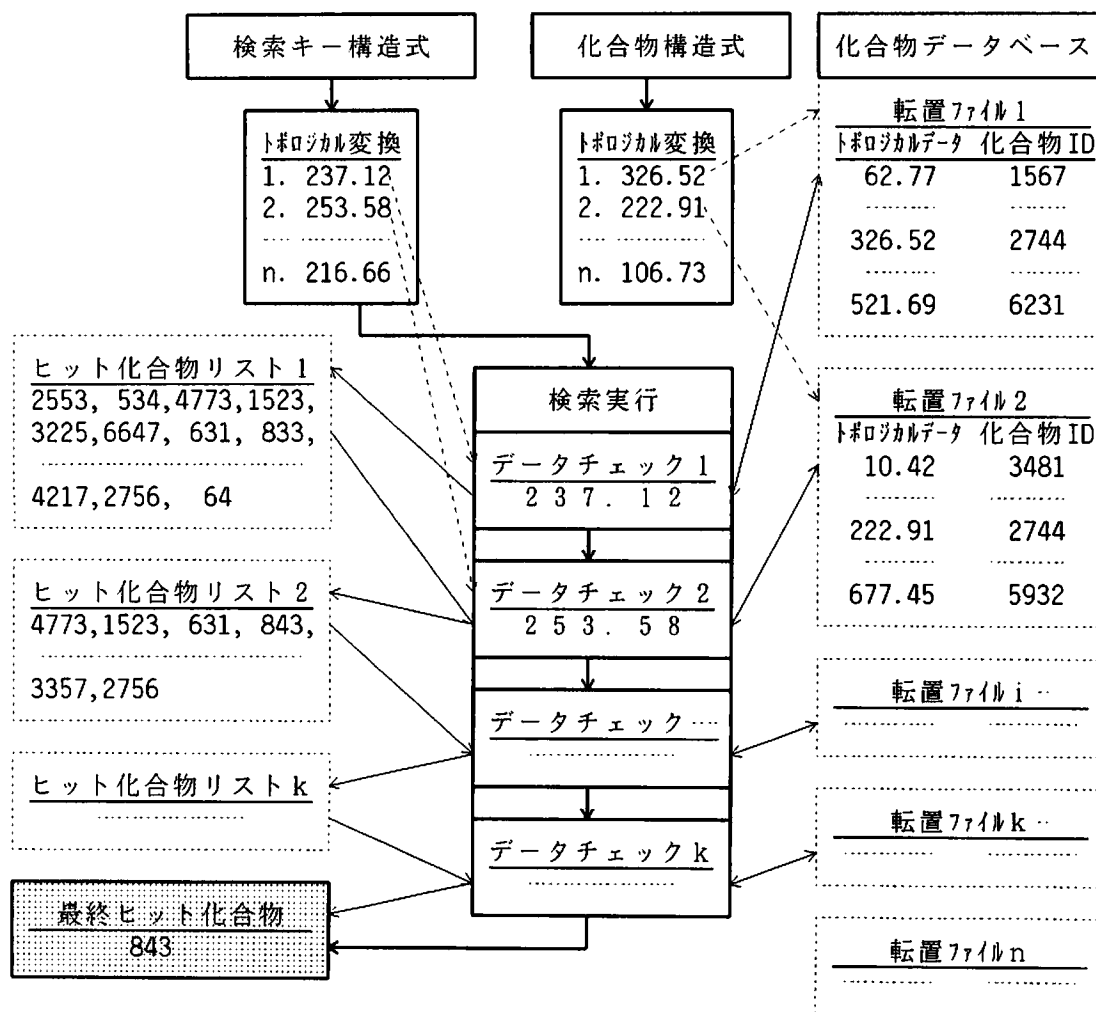 検索キー構造式
化合物構造式
化合物データベース
トポロジカル変換
1. 237.12
2. 253.58
n. 216.66
トポロジカル変換
1. 326.52
2. 222.91
n. 106.73
転置ファイル1
トポロジカルデータ 化合物ID
62.77 1567
326.52 2744
521.69 6231
転置ファイル2
トポロジカルデータ 化合物ID
10.42 3481
222.91 2744
677.45 5932
転置ファイルi…
転置ファイルk…
転置ファイルn
検索実行
データチェック1
237.12
データチェック2
253.58
データチェック…
データチェックk
ヒット化合物リスト1
2553, 534,4773,1523,
3225,6647, 631, 833,
4217,2756, 64
ヒット化合物リスト2
4773,1523, 631, 843,
3357,2756
ヒット化合物リストk
最終ヒット化合物
843